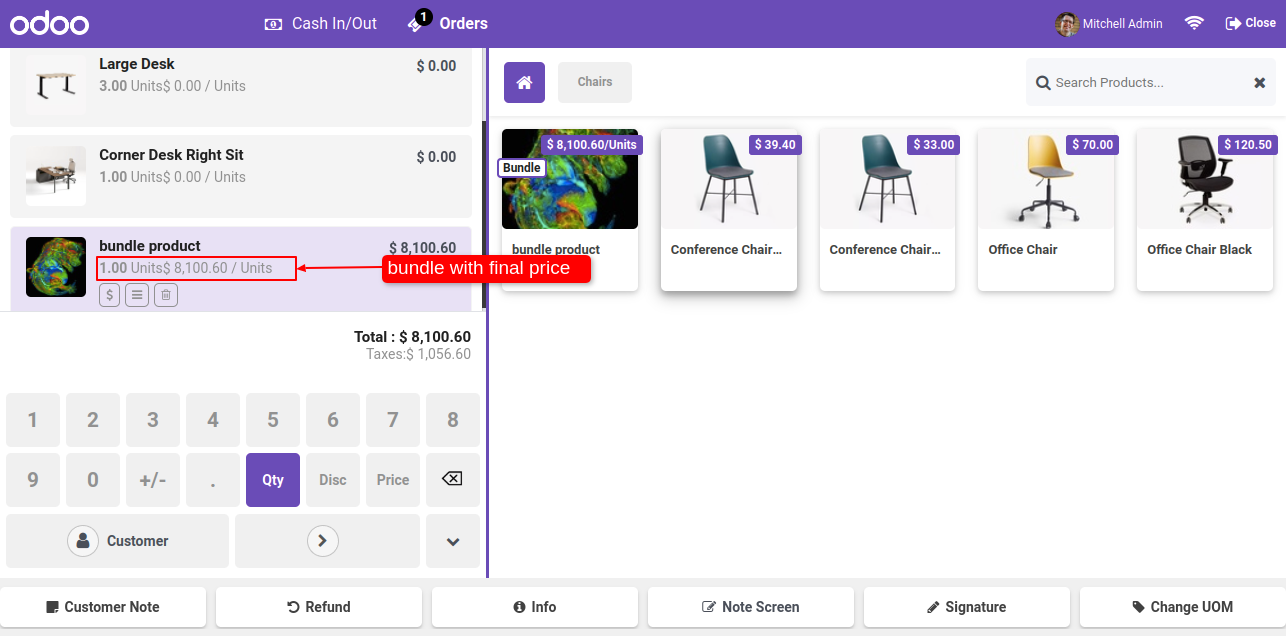 odoo
Cash In/Out
1
Orders
Mitchell Admin
Close
Large Desk
$ 0.00
3.00 Units$ 0.00 / Units
Corner Desk Right Sit
$ 0.00
1.00 Units$ 0.00 / Units
bundle product
$ 8,100.60
1.00 Units$ 8,100.60 / Units
bundle with final price
$
Total : $ 8,100.60
Taxes:$ 1,056.60
1 2 3 4 5 6 7 8
9 0 +/- . Qty Disc Price
Customer
Chairs
Search Products...
$ 8,100.60/Units
Bundle
bundle product
$ 39.40
Conference Chair...
$ 33.00
Conference Chair...
$ 70.00
Office Chair
$ 120.50
Office Chair Black
Customer Note
Refund
Info
Note Screen
Signature
Change UOM